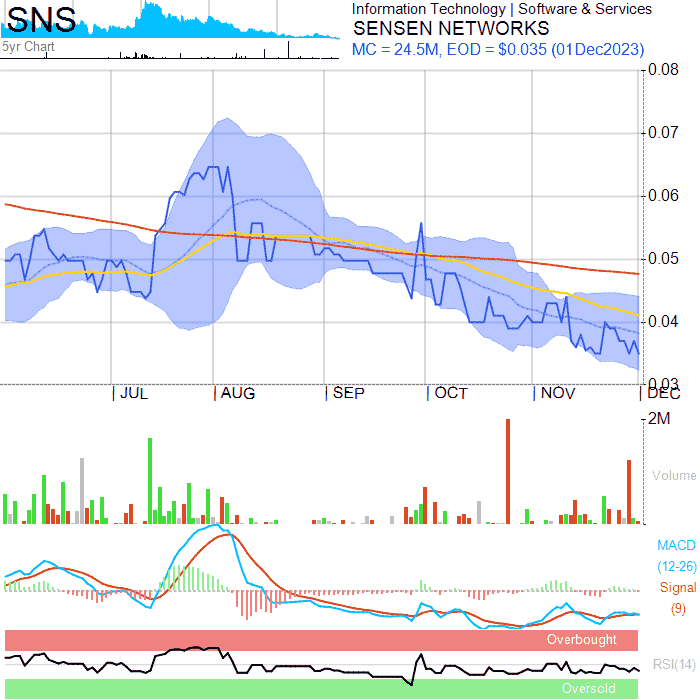 SNS
5yr Chart
Information Technology | Software & Services
SENSEN NETWORKS
MC = 24.5M, EOD = $0.035 (01Dec2023)
0.08
0.07
0.06
0.05
0.04
0.03
JUL AUG SEP OCT NOV DEC
2M
Volume
MACD
(12-26)
Signal
(9)
Overbought
RSI(14)
Oversold